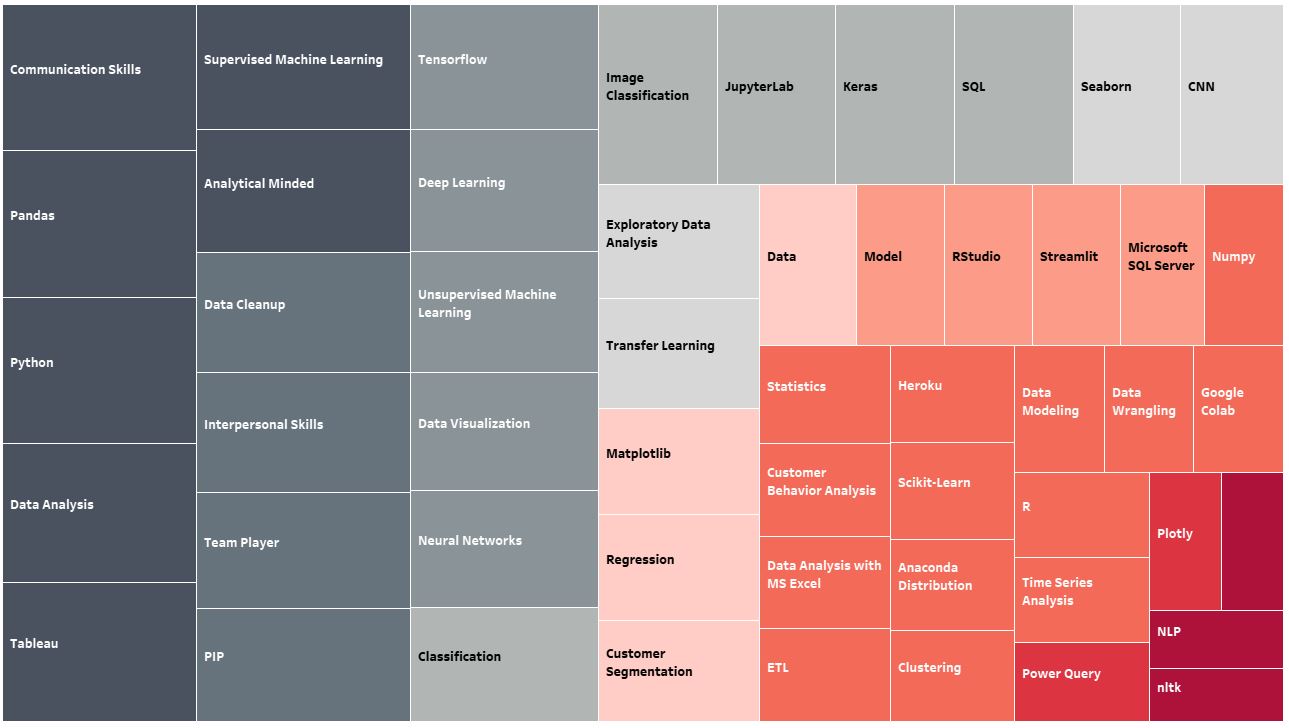 Communication Skills
Pandas
Python
Data Analysis
Tableau
Supervised Machine Learning
Analytical Minded
Data Cleanup
Interpersonal Skills
Team Player
PIP
Tensorflow
Deep Learning
Unsupervised Machine
Learning
Data Visualization
Neural Networks
Classification
Image
Classification
JupyterLab
Keras
SQL
Seaborn
CNN
Exploratory Data
Analysis
Transfer Learning
Matplotlib
Regression
Customer
Segmentation
Data
Model
RStudio
Streamlit
Microsoft
SQL Server
Numpy
Statistics
Customer
Behavior Analysis
Data Analysis with
MS Excel
ETL
Heroku
Scikit-Learn
Anaconda
Distribution
Clustering
Data
Modeling
Data
Wrangling
Google
Colab
R
Time Series
Analysis
Power Query
Plotly
NLP
nltk